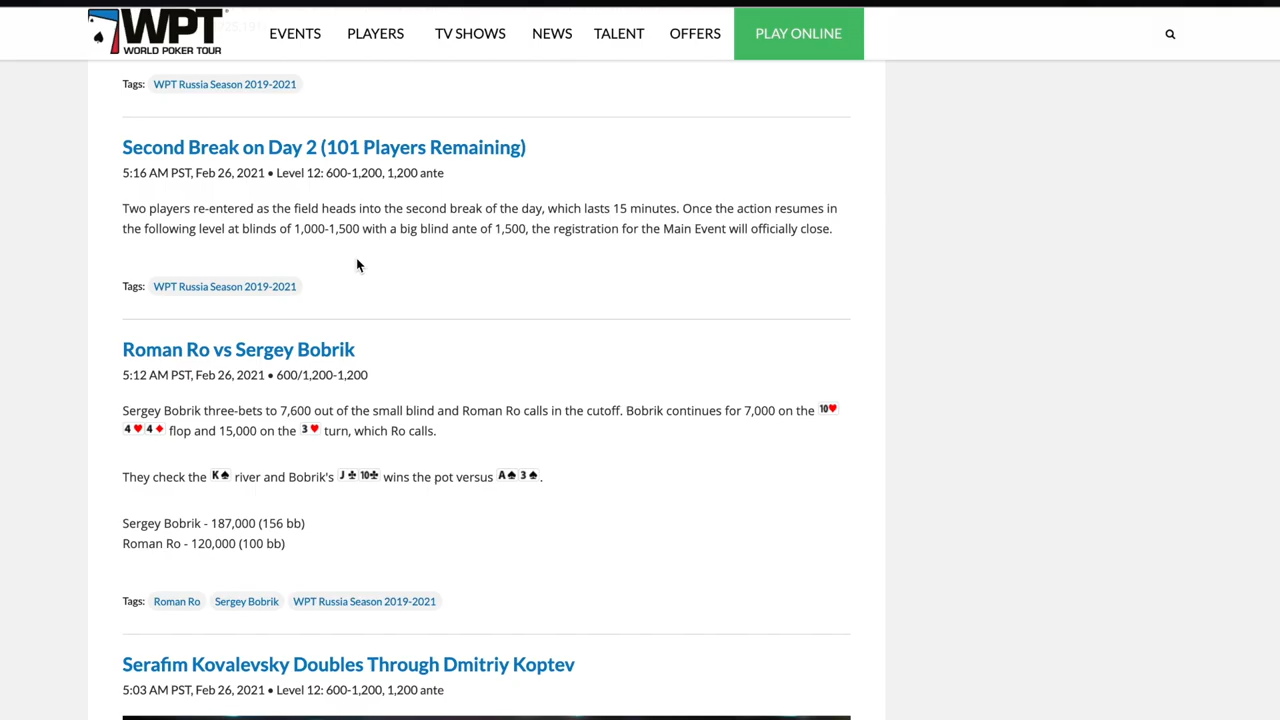 WPT
WORLD POKER TOUR
EVENTS PLAYERS TV SHOWS NEWS TALENT OFFERS PLAY ONLINE
Tags: WPT Russia Season 2019-2021
Second Break on Day 2 (101 Players Remaining)
5:16 AM PST, Feb 26, 2021 • Level 12: 600-1,200, 1,200 ante
Two players re-entered as the field heads into the second break of the day, which lasts 15 minutes. Once the action resumes in
the following level at blinds of 1,000-1,500 with a big blind ante of 1,500, the registration for the Main Event will officially close.
Tags: WPT Russia Season 2019-2021
Roman Ro vs Sergey Bobrik
5:12 AM PST, Feb 26, 2021 • 600/1,200-1,200
Sergey Bobrik three-bets to 7,600 out of the small blind and Roman Ro calls in the cutoff. Bobrik continues for 7,000 on the 10♥
4♥ 4♦ flop and 15,000 on the 3♥ turn, which Ro calls.
They check the K♠ river and Bobrik's J♣ 10♣ wins the pot versus A♠ 3♠ .
Sergey Bobrik - 187,000 (156 bb)
Roman Ro - 120,000 (100 bb)
Tags: Roman Ro Sergey Bobrik WPT Russia Season 2019-2021
Serafim Kovalevsky Doubles Through Dmitriy Koptev
5:03 AM PST, Feb 26, 2021 • Level 12: 600-1,200, 1,200 ante